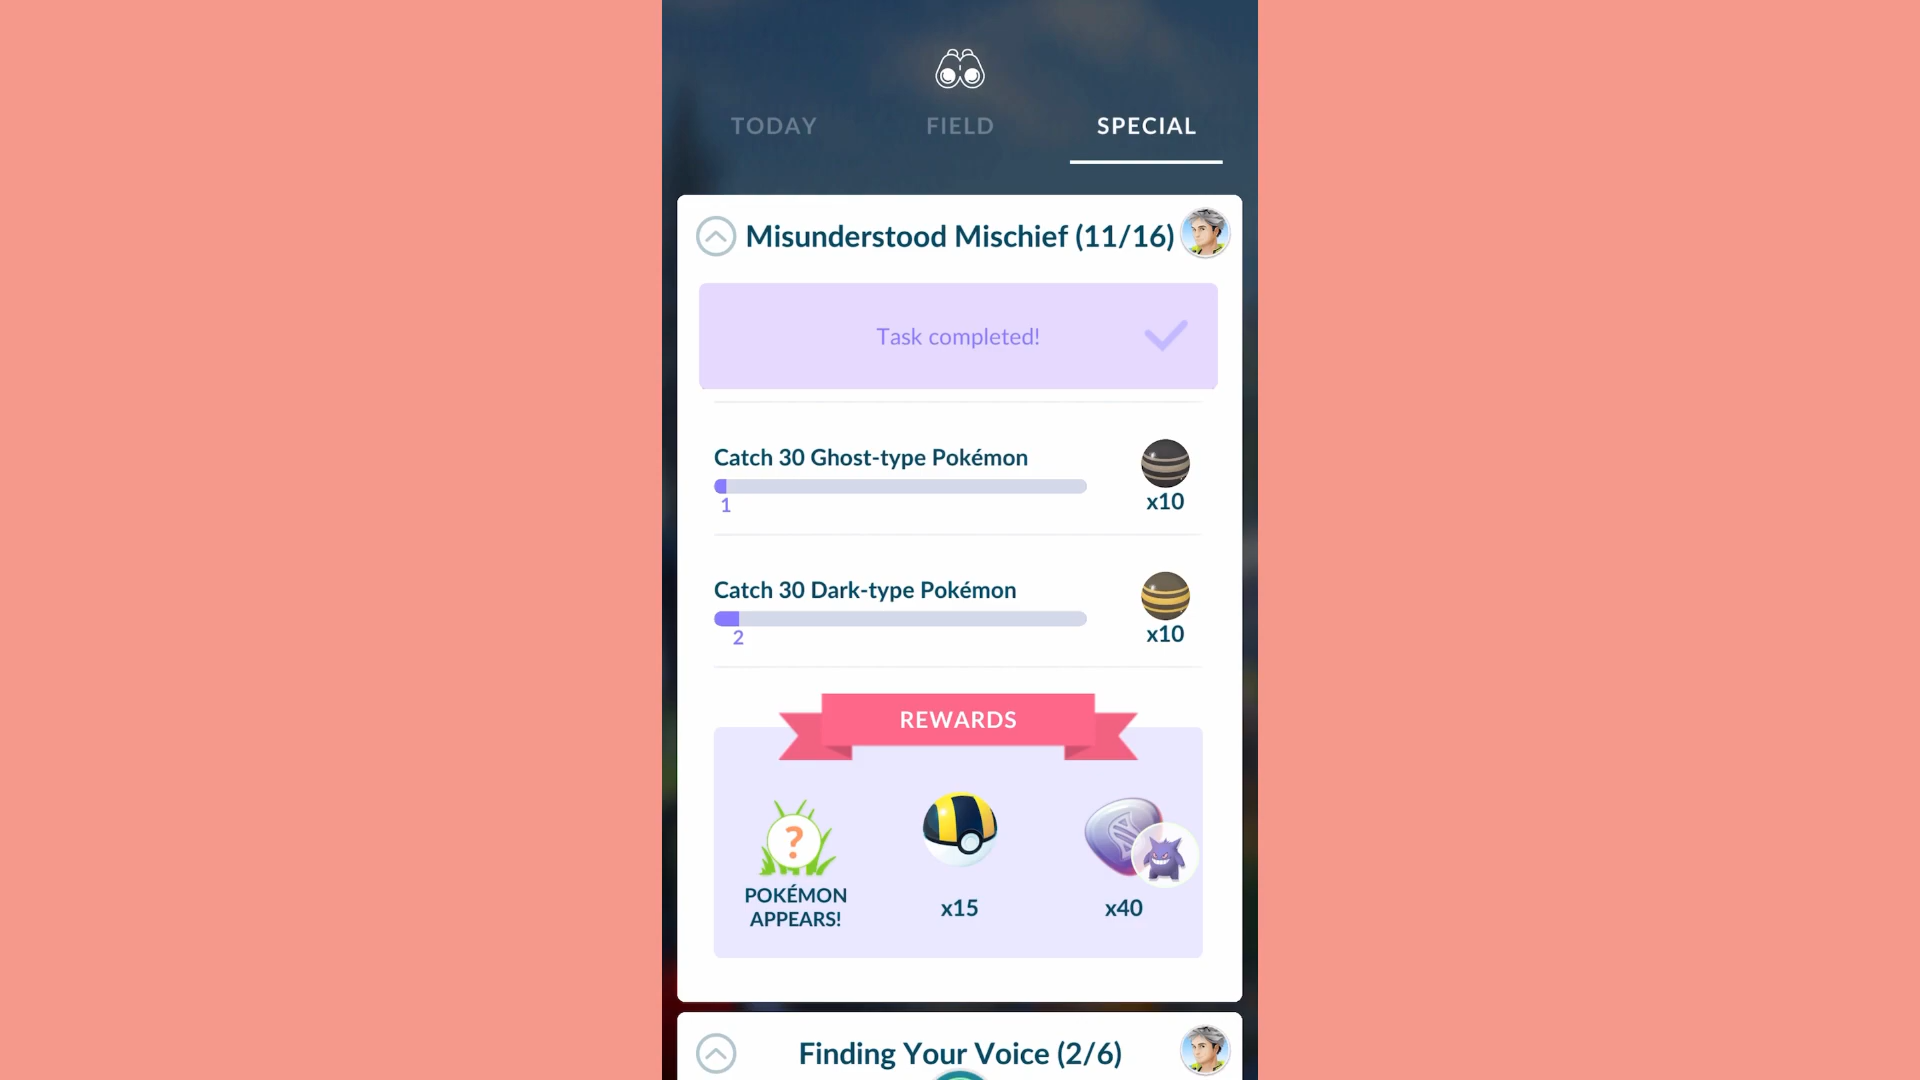 TODAY
FIELD
SPECIAL
Misunderstood Mischief (11/16)
Task completed!
Catch 30 Ghost-type Pokémon
1
x10
Catch 30 Dark-type Pokémon
2
x10
REWARDS
POKÉMON
APPEARS!
x15
x40
Finding Your Voice (2/6)